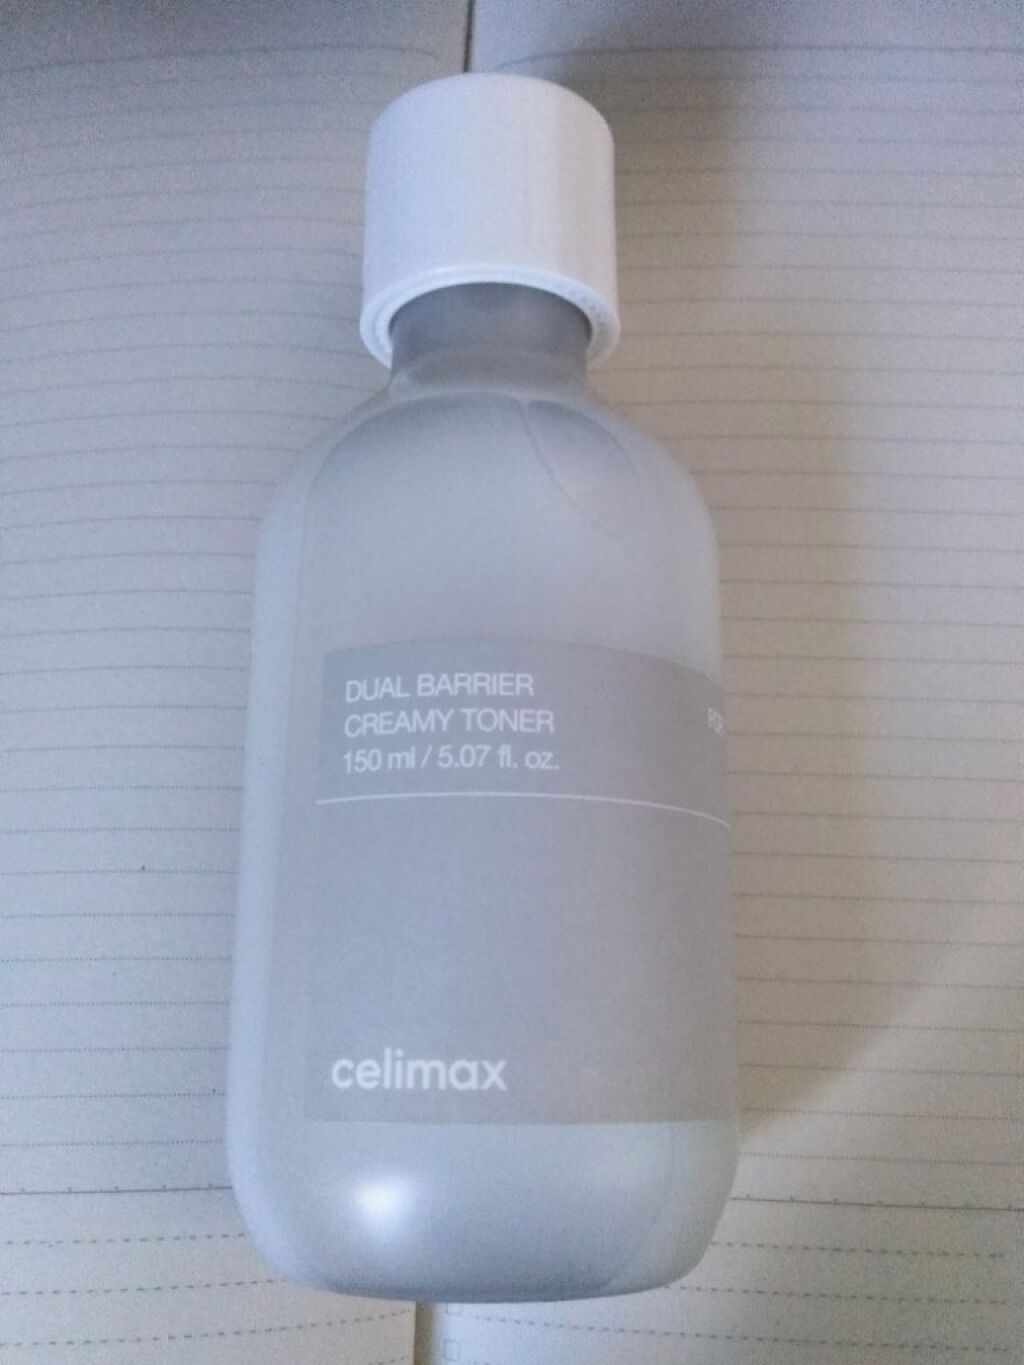 DUAL BARRIER
CREAMY TONER
150 ml / 5.07 fl. oz.
celimax